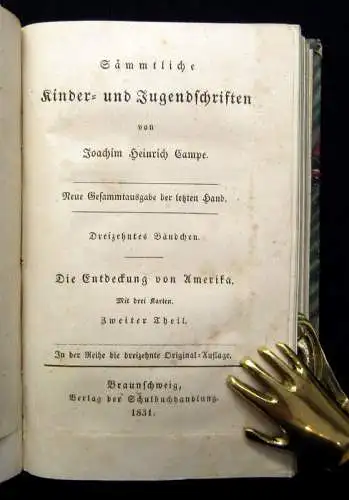 Sämmtliche
Kinder- und Jugendschriften
von
Joachim Heinrich Campe.
Neue Gesammtausgabe der letzten Hand.
Dreizehntes Bändchen.
Die Entdeckung von Amerika.
Mit drei Karten.
Zweiter Theil.
In der Reihe die dreizehnte Original-Auflage.
Braunschweig,
Verlag der Schulbuchhandlung.
1831.